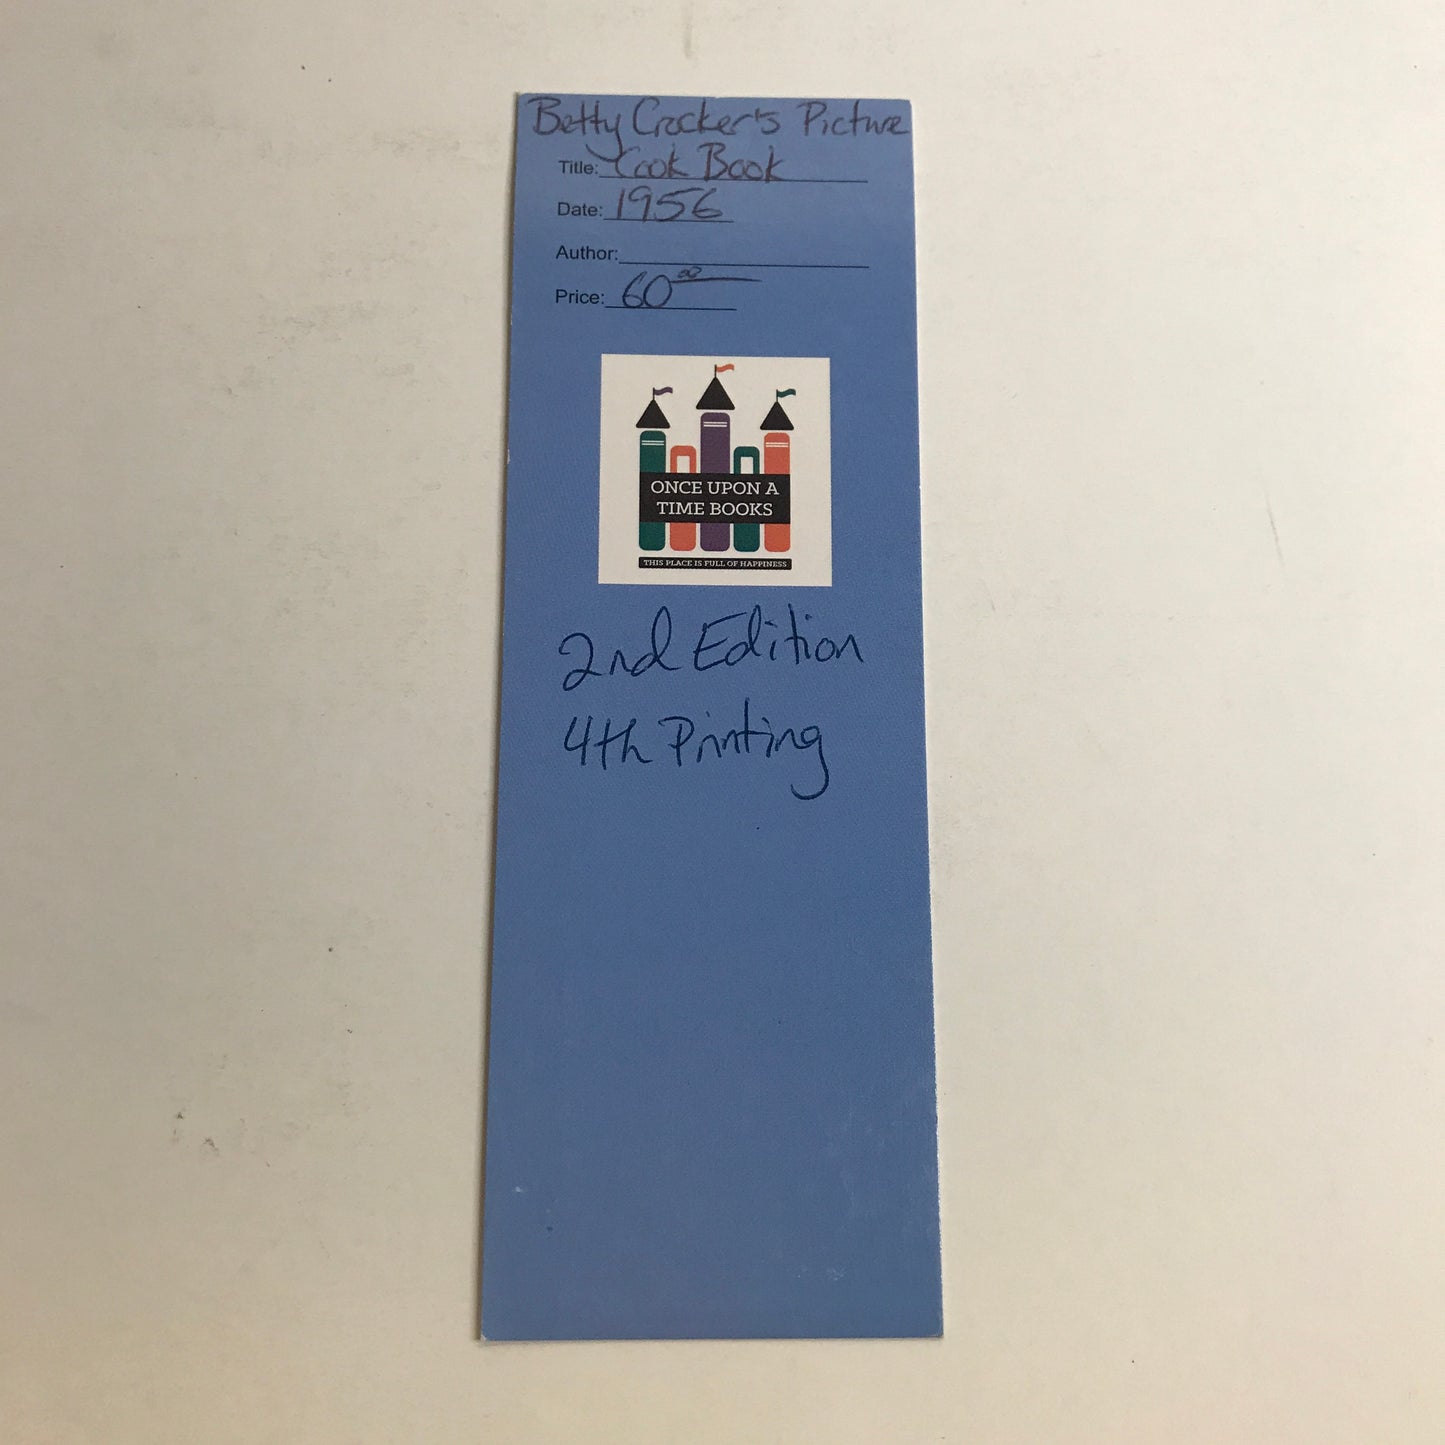 Betty Crocker's Picture
Title: Cook Book
Date: 1956
Author:
Price: 60 00
ONCE UPON A
TIME BOOKS
THIS PLACE IS FULL OF HAPPINESS
2nd Edition
4th Printing